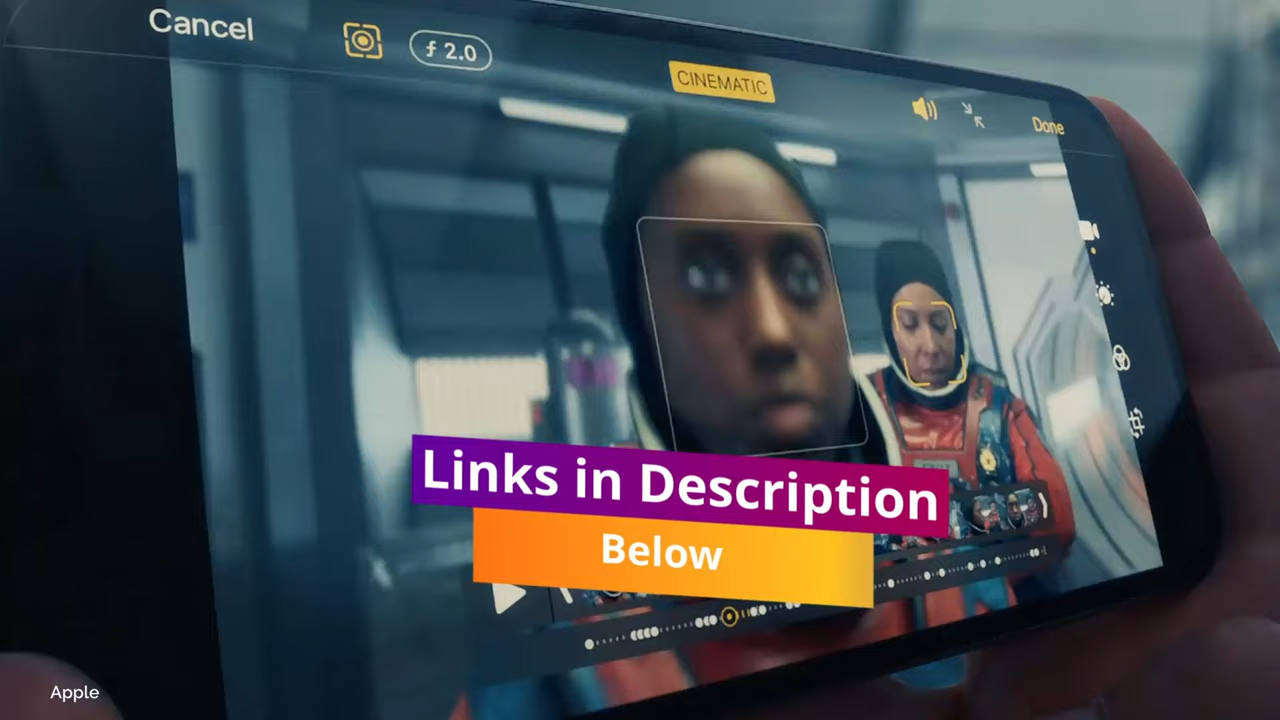 Cancel
ƒ 2.0
CINEMATIC
Done
Links in Description
Below
Apple